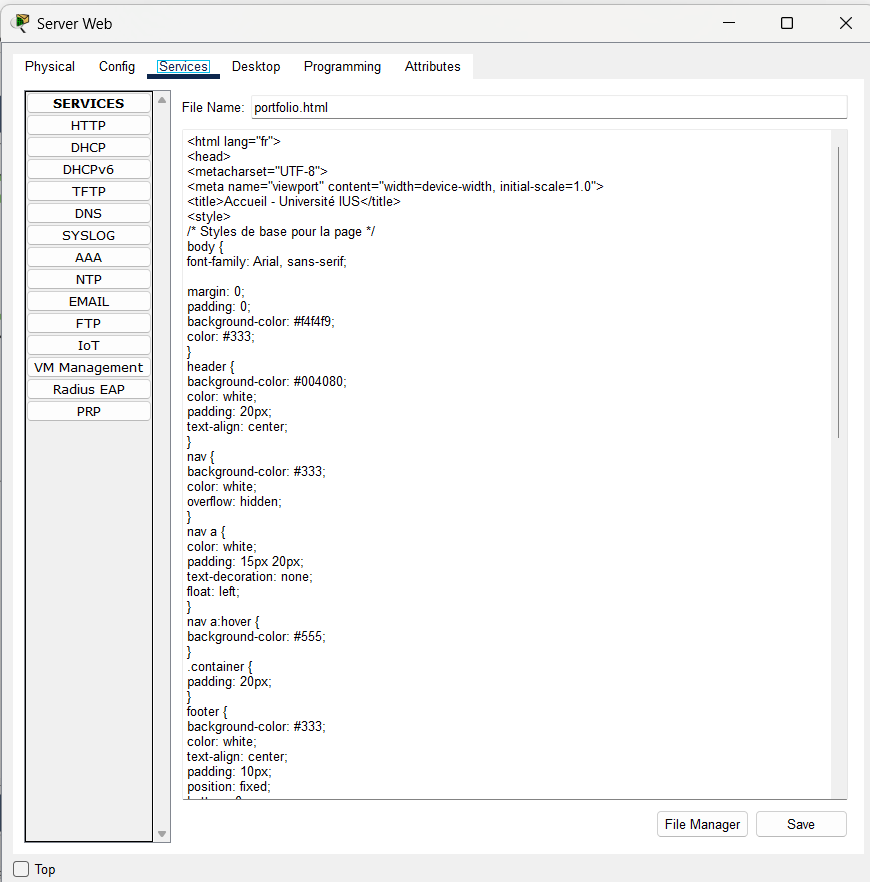 Server Web
Physical Config Services Desktop Programming Attributes
SERVICES
HTTP
DHCP
DHCPv6
TFTP
DNS
SYSLOG
AAA
NTP
EMAIL
FTP
IoT
VM Management
Radius EAP
PRP
File Name: portfolio.html
<html lang="fr">
<head>
<metacharset="UTF-8">
<meta name="viewport" content="width=device-width, initial-scale=1.0">
<title>Accueil - Université IUS</title>
<style>
/* Styles de base pour la page */
body {
font-family: Arial, sans-serif;
margin: 0;
padding: 0;
background-color: #f4f4f9;
color: #333;
}
header {
background-color: #004080;
color: white;
padding: 20px;
text-align: center;
}
nav {
background-color: #333;
color: white;
overflow: hidden;
}
nav a {
color: white;
padding: 15px 20px;
text-decoration: none;
float: left;
}
nav a:hover {
background-color: #555;
}
.container {
padding: 20px;
}
footer {
background-color: #333;
color: white;
text-align: center;
padding: 10px;
position: fixed;
File Manager Save
Top